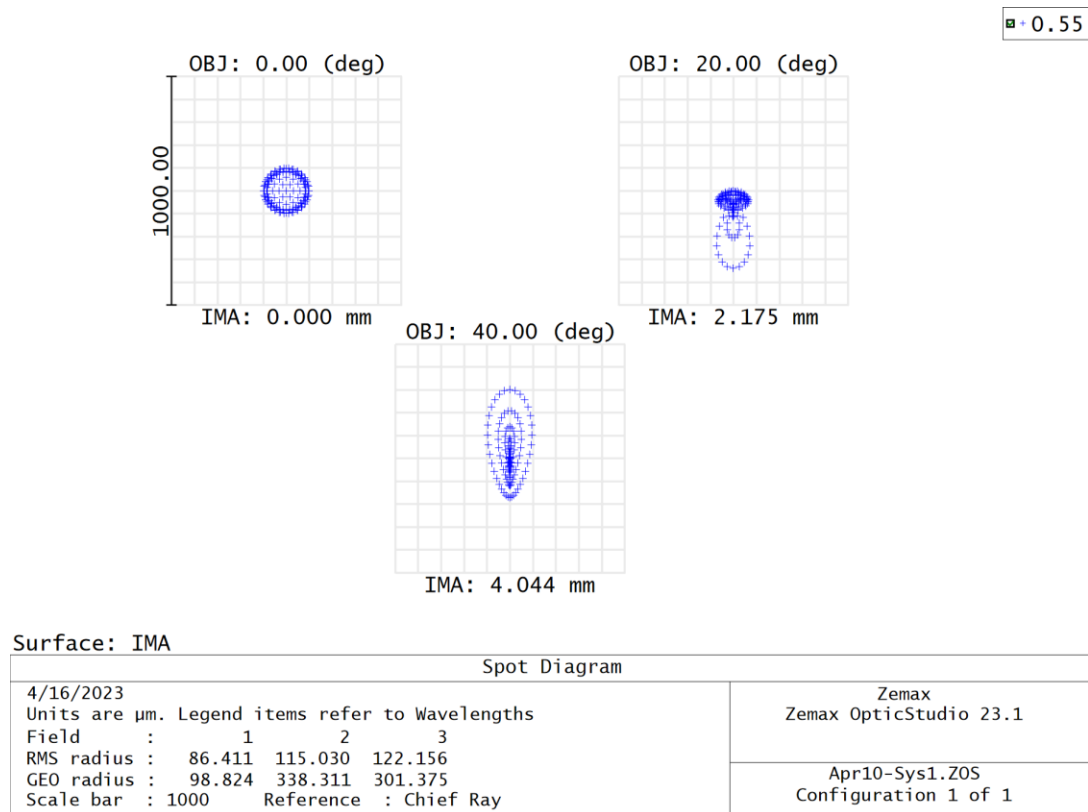 0.55
OBJ: 0.00 (deg)
OBJ: 20.00 (deg)
1000.00
IMA: 0.000 mm
IMA: 2.175 mm
OBJ: 40.00 (deg)
IMA: 4.044 mm
Surface: IMA
Spot Diagram
4/16/2023
Units are µm. Legend items refer to Wavelengths
Field : 1 2 3
RMS radius : 86.411 115.030 122.156
GEO radius : 98.824 338.311 301.375
Scale bar : 1000 Reference : Chief Ray
Zemax
Zemax OpticStudio 23.1
Apr10-Sys1.ZOS
Configuration 1 of 1